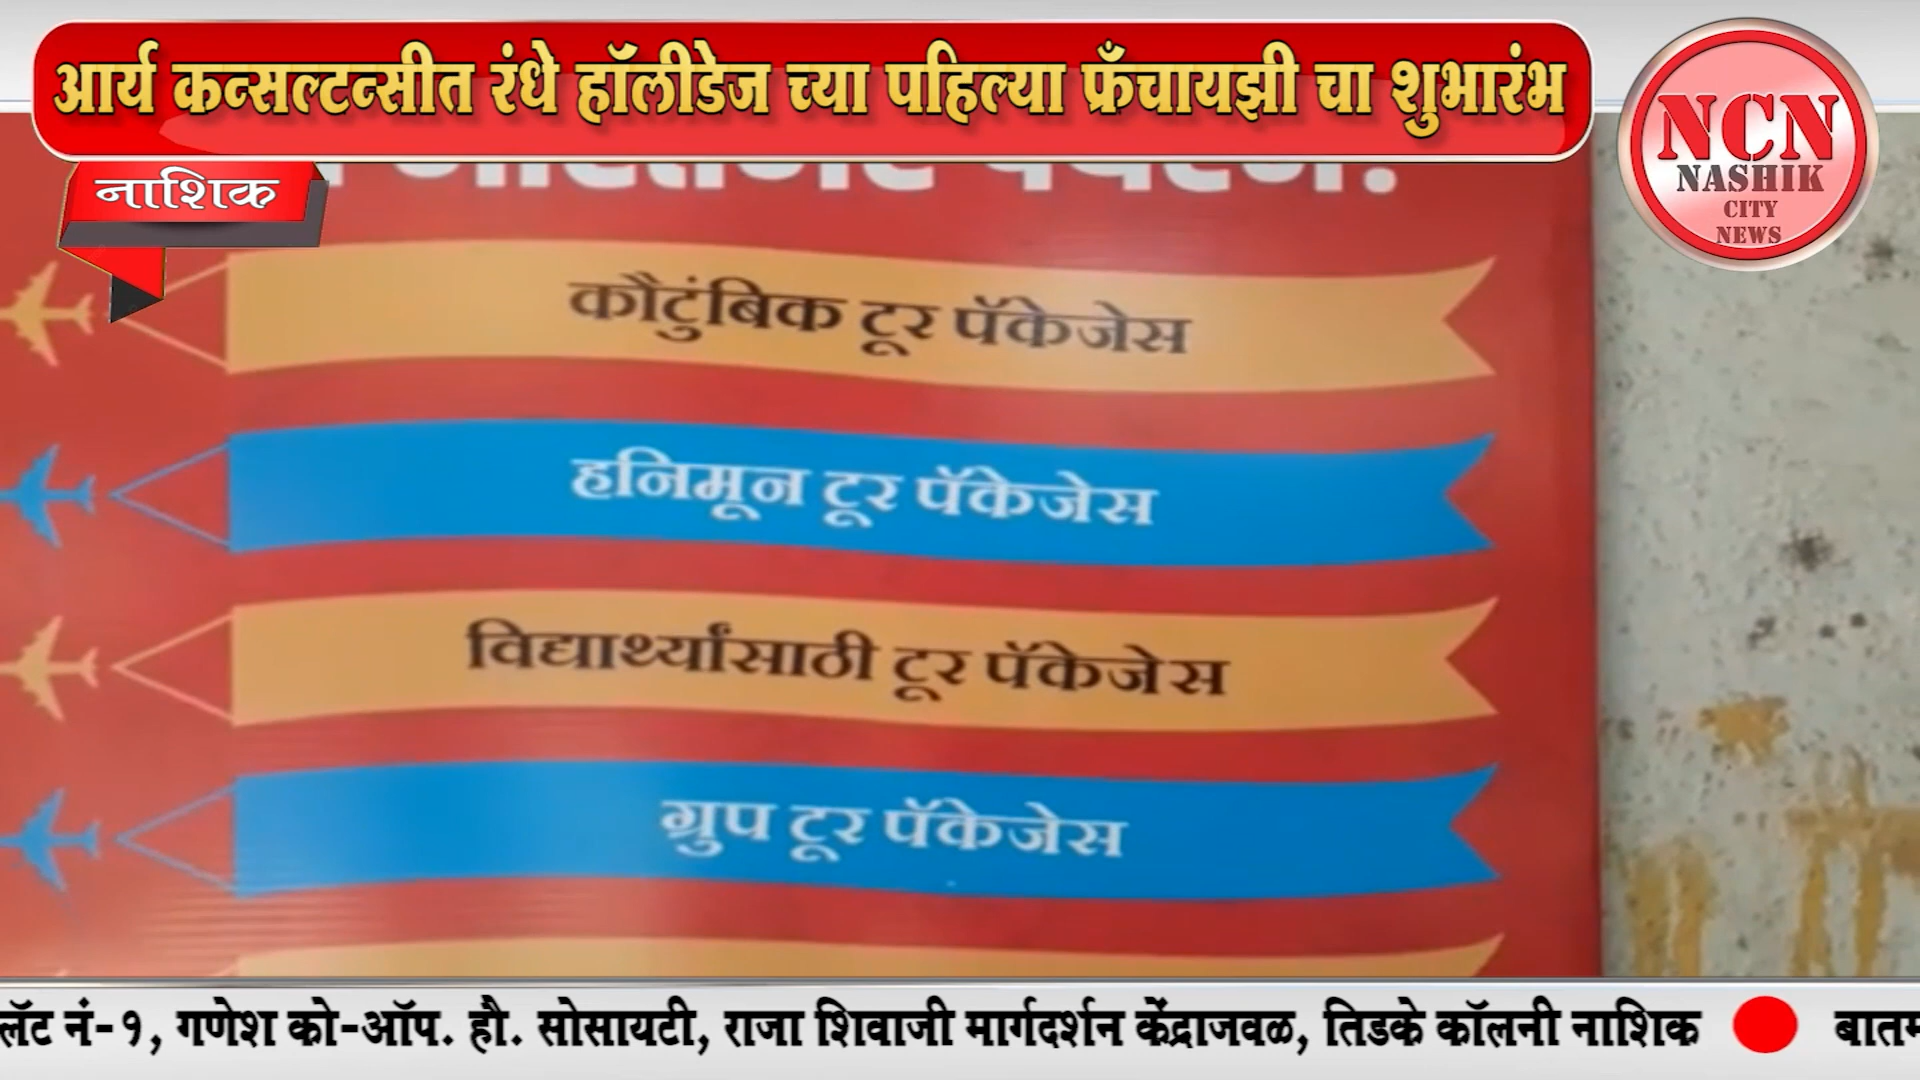 आर्य कन्सल्टन्सीत रंधे हॉलीडेज च्या पहिल्या फ्रँचायझी चा शुभारंभ
NCN
NASHIK
CITY
NEWS
नाशिक
कौटुंबिक टूर पॅकेजेस
हनिमून टूर पॅकेजेस
विद्यार्थ्यांसाठी टूर पॅकेजेस
ग्रुप टूर पॅकेजेस
नं-१, गणेश को-ऑप. हौ. सोसायटी, राजा शिवाजी मार्गदर्शन केंद्राजवळ, तिडके कॉलनी नाशिक